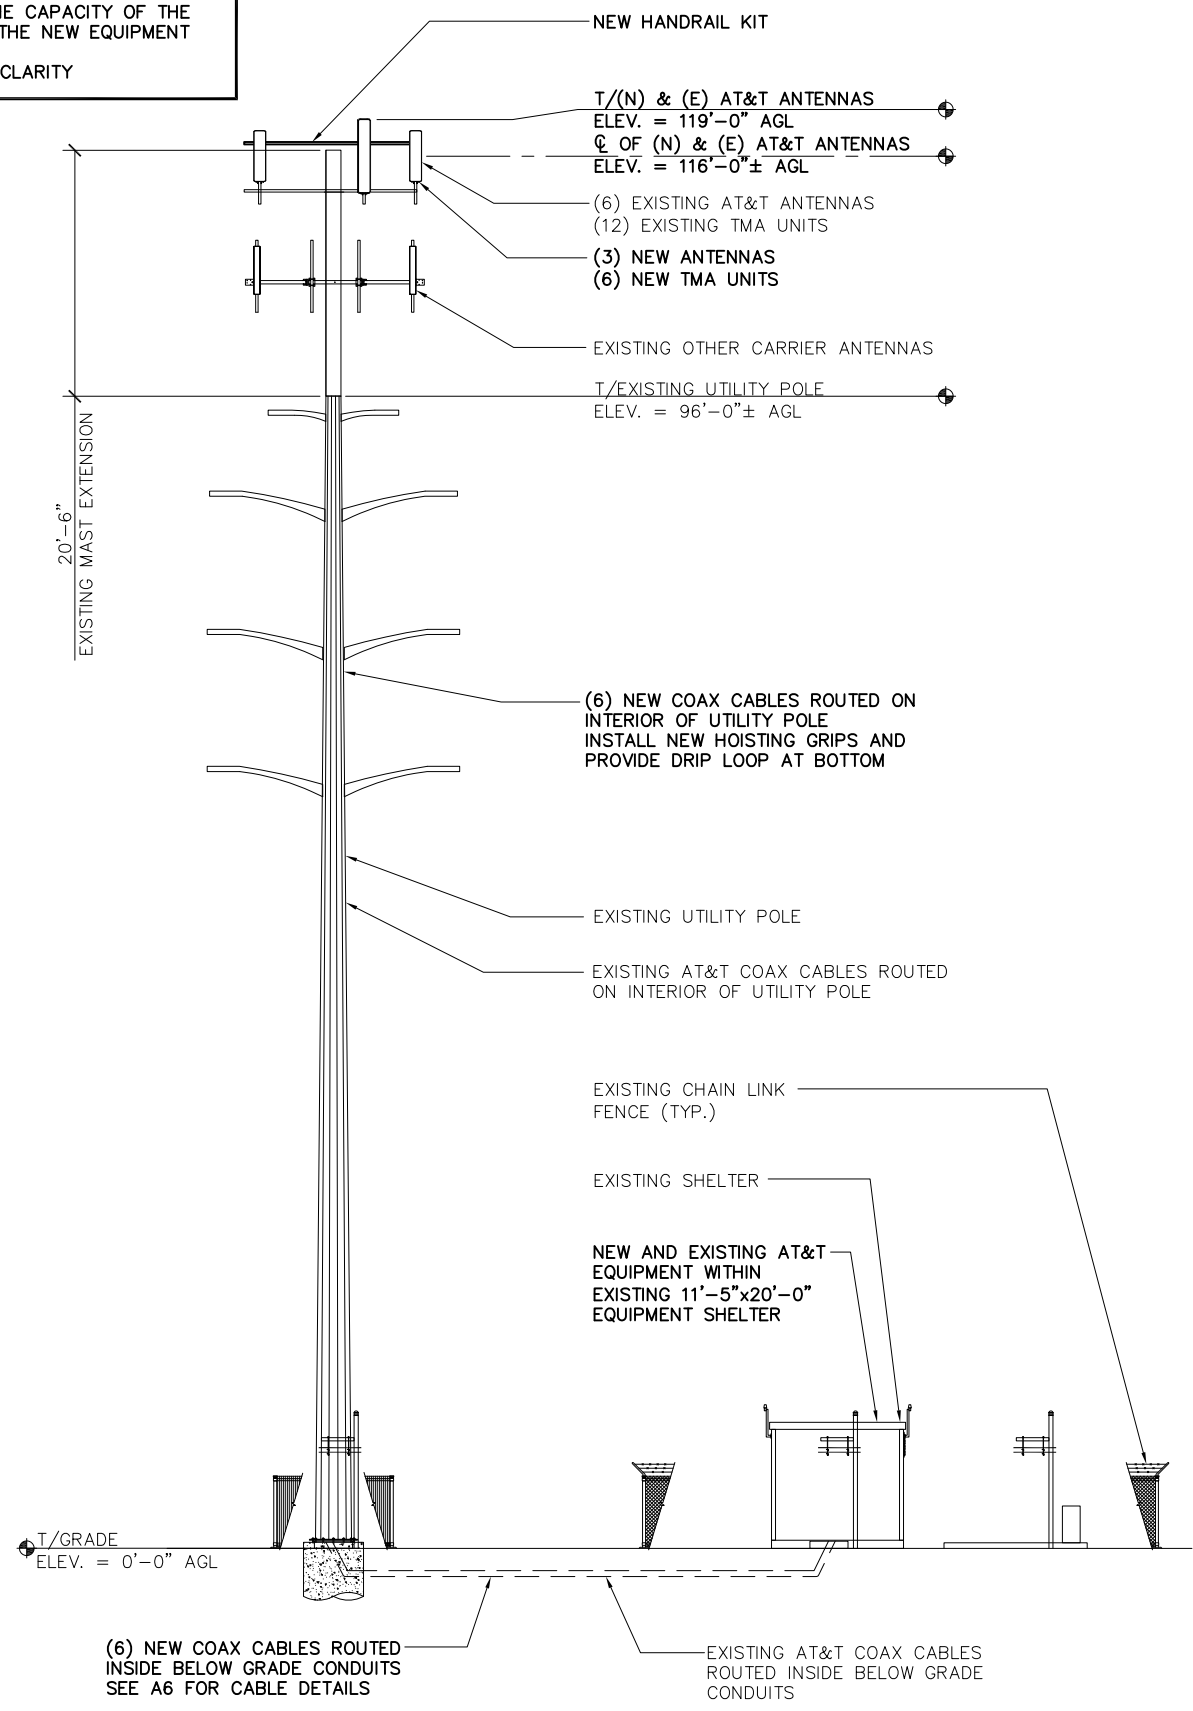 CAPACITY OF THE
THE NEW EQUIPMENT
CLARITY
NEW HANDRAIL KIT
T/(N) & (E) AT&T ANTENNAS
ELEV. = 119'-0" AGL
℄ OF (N) & (E) AT&T ANTENNAS
ELEV. = 116'-0"± AGL
(6) EXISTING AT&T ANTENNAS
(12) EXISTING TMA UNITS
(3) NEW ANTENNAS
(6) NEW TMA UNITS
EXISTING OTHER CARRIER ANTENNAS
T/EXISTING UTILITY POLE
ELEV. = 96'-0"± AGL
20'-6"
EXISTING MAST EXTENSION
(6) NEW COAX CABLES ROUTED ON
INTERIOR OF UTILITY POLE
INSTALL NEW HOISTING GRIPS AND
PROVIDE DRIP LOOP AT BOTTOM
EXISTING UTILITY POLE
EXISTING AT&T COAX CABLES ROUTED
ON INTERIOR OF UTILITY POLE
EXISTING CHAIN LINK
FENCE (TYP.)
EXISTING SHELTER
NEW AND EXISTING AT&T
EQUIPMENT WITHIN
EXISTING 11'-5"x20'-0"
EQUIPMENT SHELTER
T/GRADE
ELEV. = 0'-0" AGL
(6) NEW COAX CABLES ROUTED
INSIDE BELOW GRADE CONDUITS
SEE A6 FOR CABLE DETAILS
EXISTING AT&T COAX CABLES
ROUTED INSIDE BELOW GRADE
CONDUITS